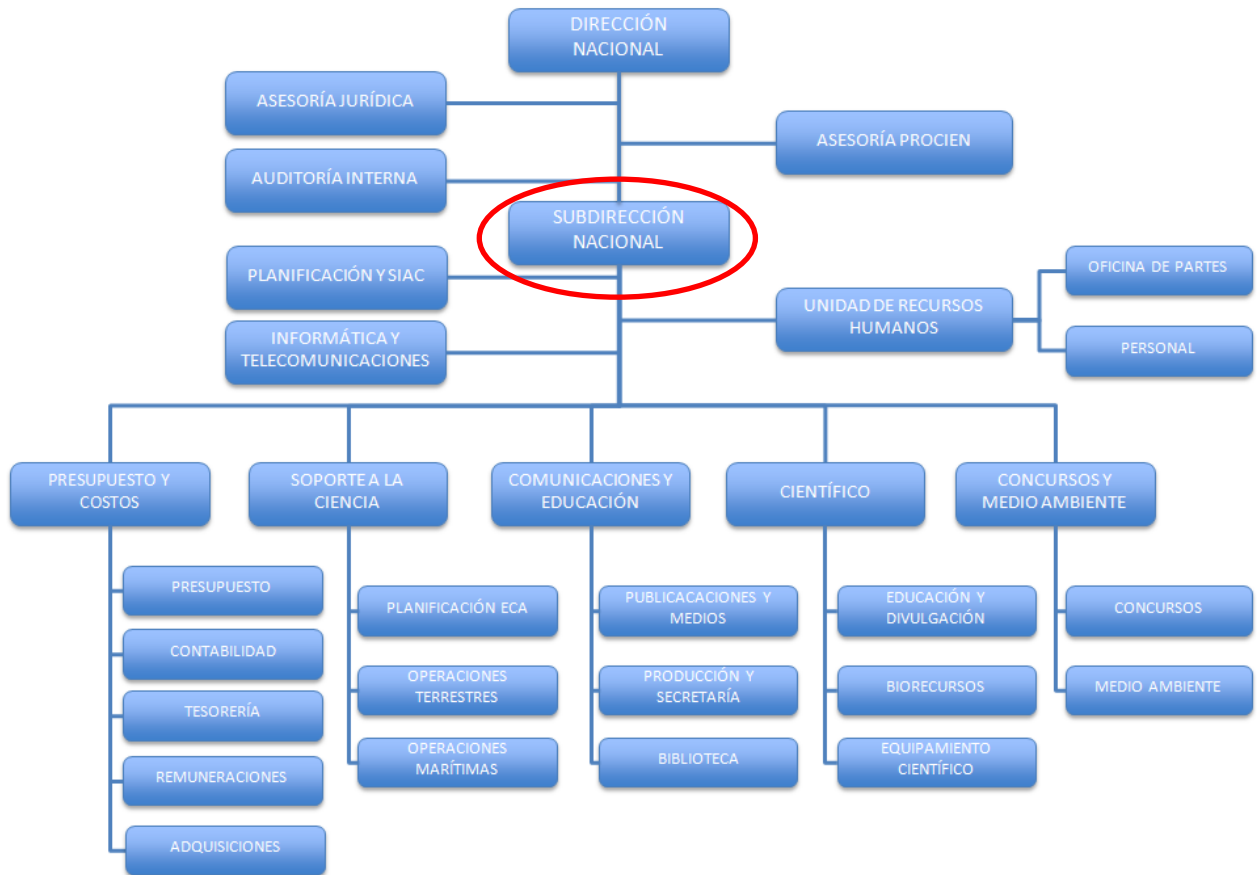 DIRECCIÓN
NACIONAL
ASESORÍA JURÍDICA
ASESORÍA PROCIEN
AUDITORÍA INTERNA
SUBDIRECCIÓN
NACIONAL
PLANIFICACIÓN Y SIAC
OFICINA DE PARTES
UNIDAD DE RECURSOS
HUMANOS
INFORMÁTICA Y
TELECOMUNICACIONES
PERSONAL
PRESUPUESTO Y
COSTOS
SOPORTE A LA
CIENCIA
COMUNICACIONES Y
EDUCACIÓN
CIENTÍFICO
CONCURSOS Y
MEDIO AMBIENTE
PRESUPUESTO
CONTABILIDAD
TESORERÍA
REMUNERACIONES
ADQUISICIONES
PLANIFICACIÓN ECA
OPERACIONES
TERRESTRES
OPERACIONES
MARÍTIMAS
PUBLICACACIONES Y
MEDIOS
PRODUCCIÓN Y
SECRETARÍA
BIBLIOTECA
EDUCACIÓN Y
DIVULGACIÓN
BIORECURSOS
EQUIPAMIENTO
CIENTÍFICO
CONCURSOS
MEDIO AMBIENTE